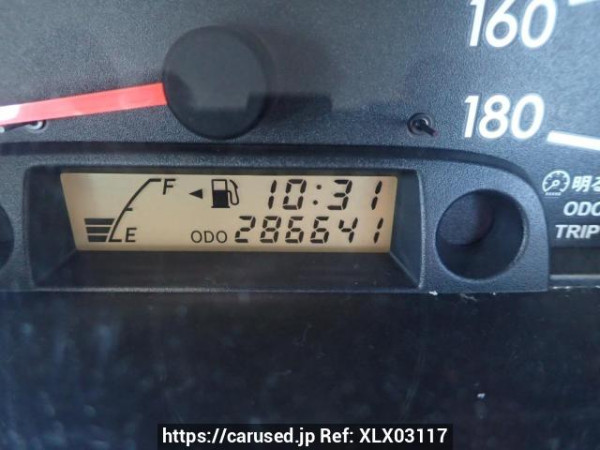 160
180
F 10:31
E ODO 286641
明る
ODO
TRIP
https://carused.jp Ref: XLX03117